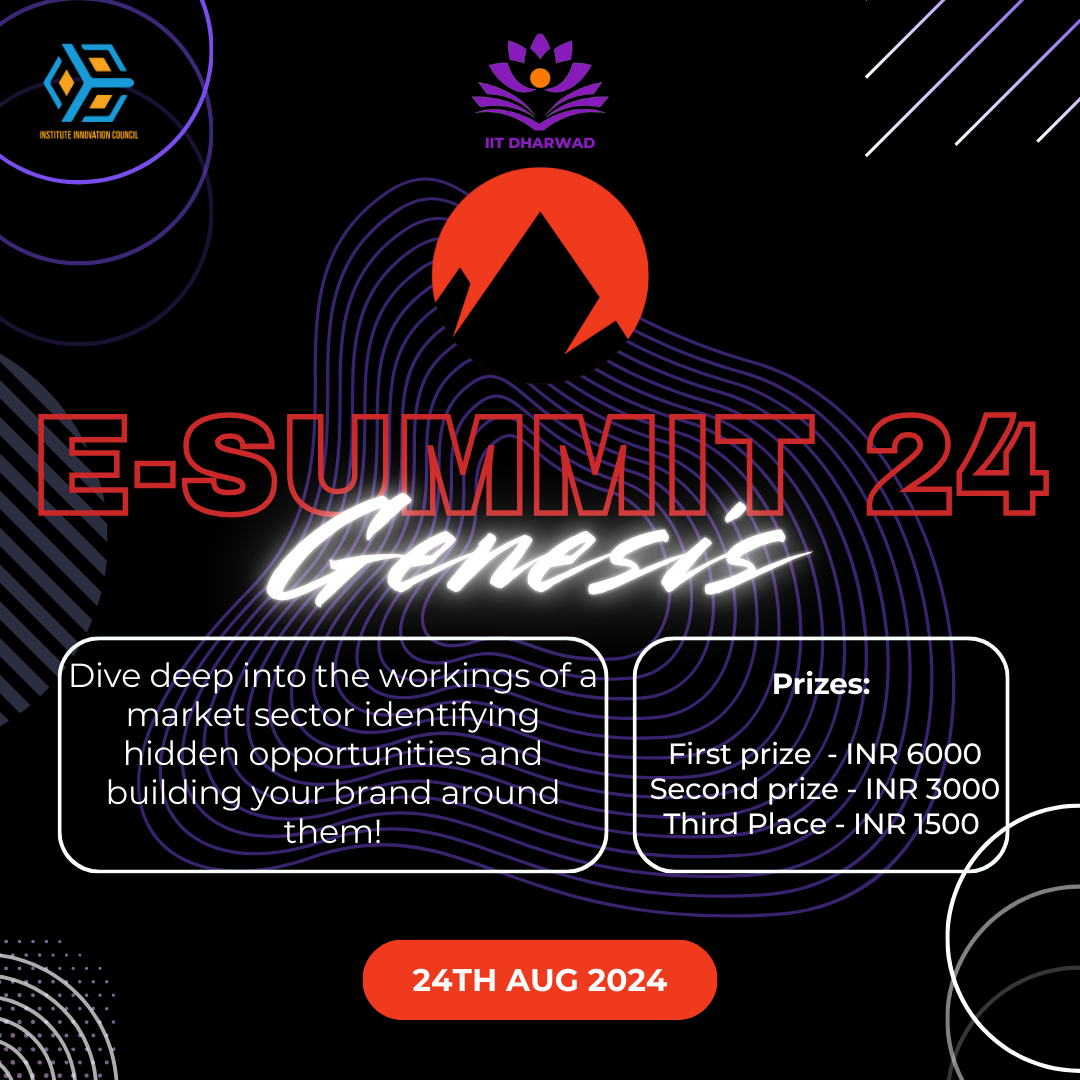 INSTITUTE INNOVATION COUNCIL
IIT DHARWAD
E-SUMMIT 24
Genesis
Dive deep into the workings of a
market sector identifying
hidden opportunities and
building your brand around
them!
Prizes:
First prize - INR 6000
Second prize - INR 3000
Third Place - INR 1500
24TH AUG 2024